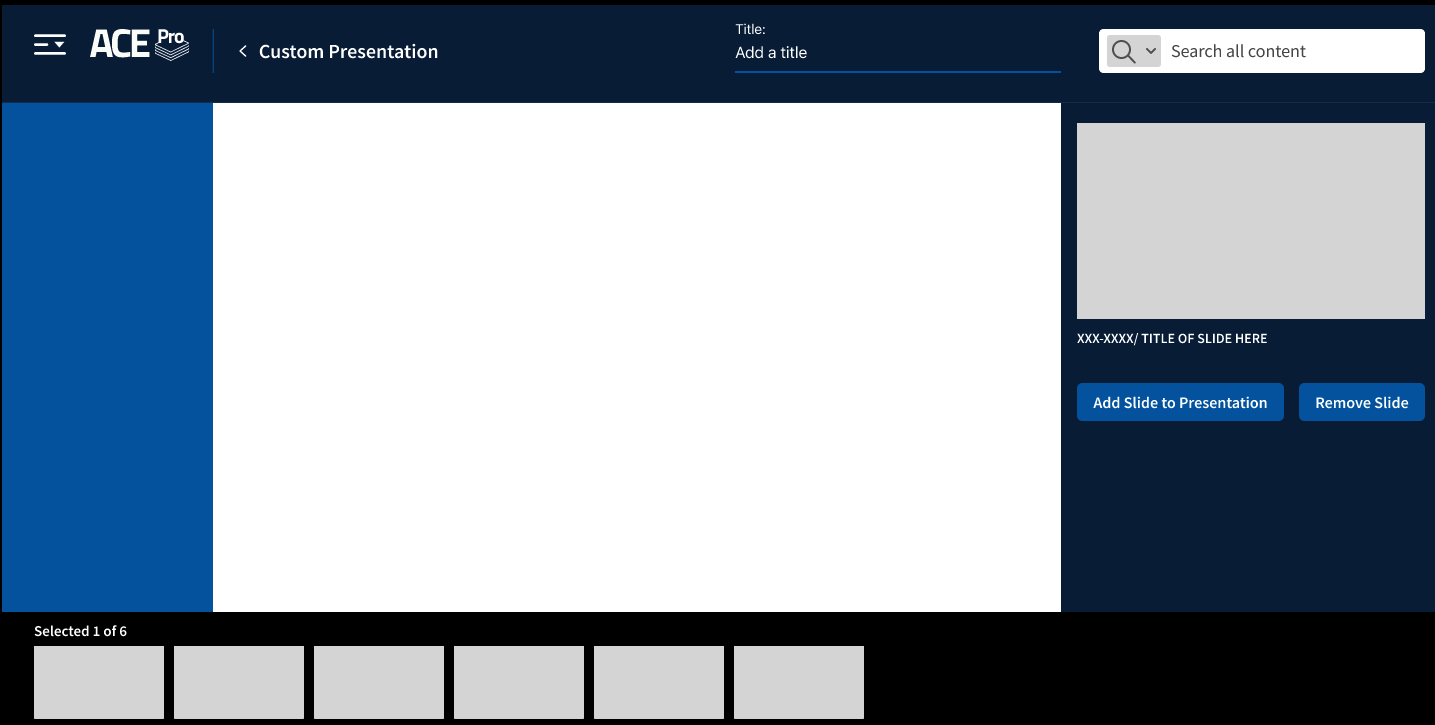 ACE Pro
Custom Presentation
Title:
Add a title
Search all content
XXX-XXXX/ TITLE OF SLIDE HERE
Add Slide to Presentation
Remove Slide
Selected 1 of 6